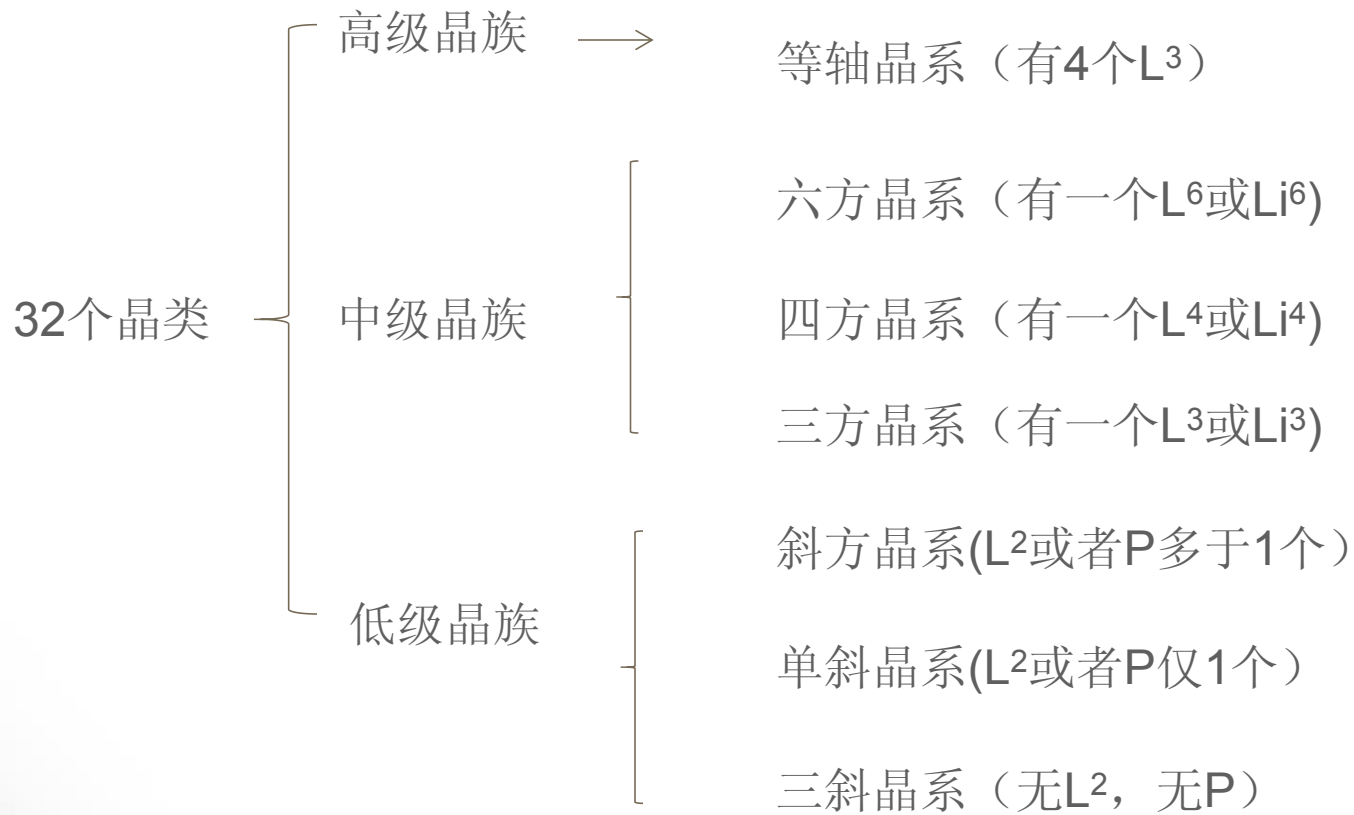 高级晶族
等轴晶系（有4个L³）
六方晶系（有一个L⁶或Li⁶)
32个晶类
中级晶族
四方晶系（有一个L⁴或Li⁴)
三方晶系（有一个L³或Li³)
斜方晶系(L²或者P多于1个）
低级晶族
单斜晶系(L²或者P仅1个）
三斜晶系（无L²，无P）